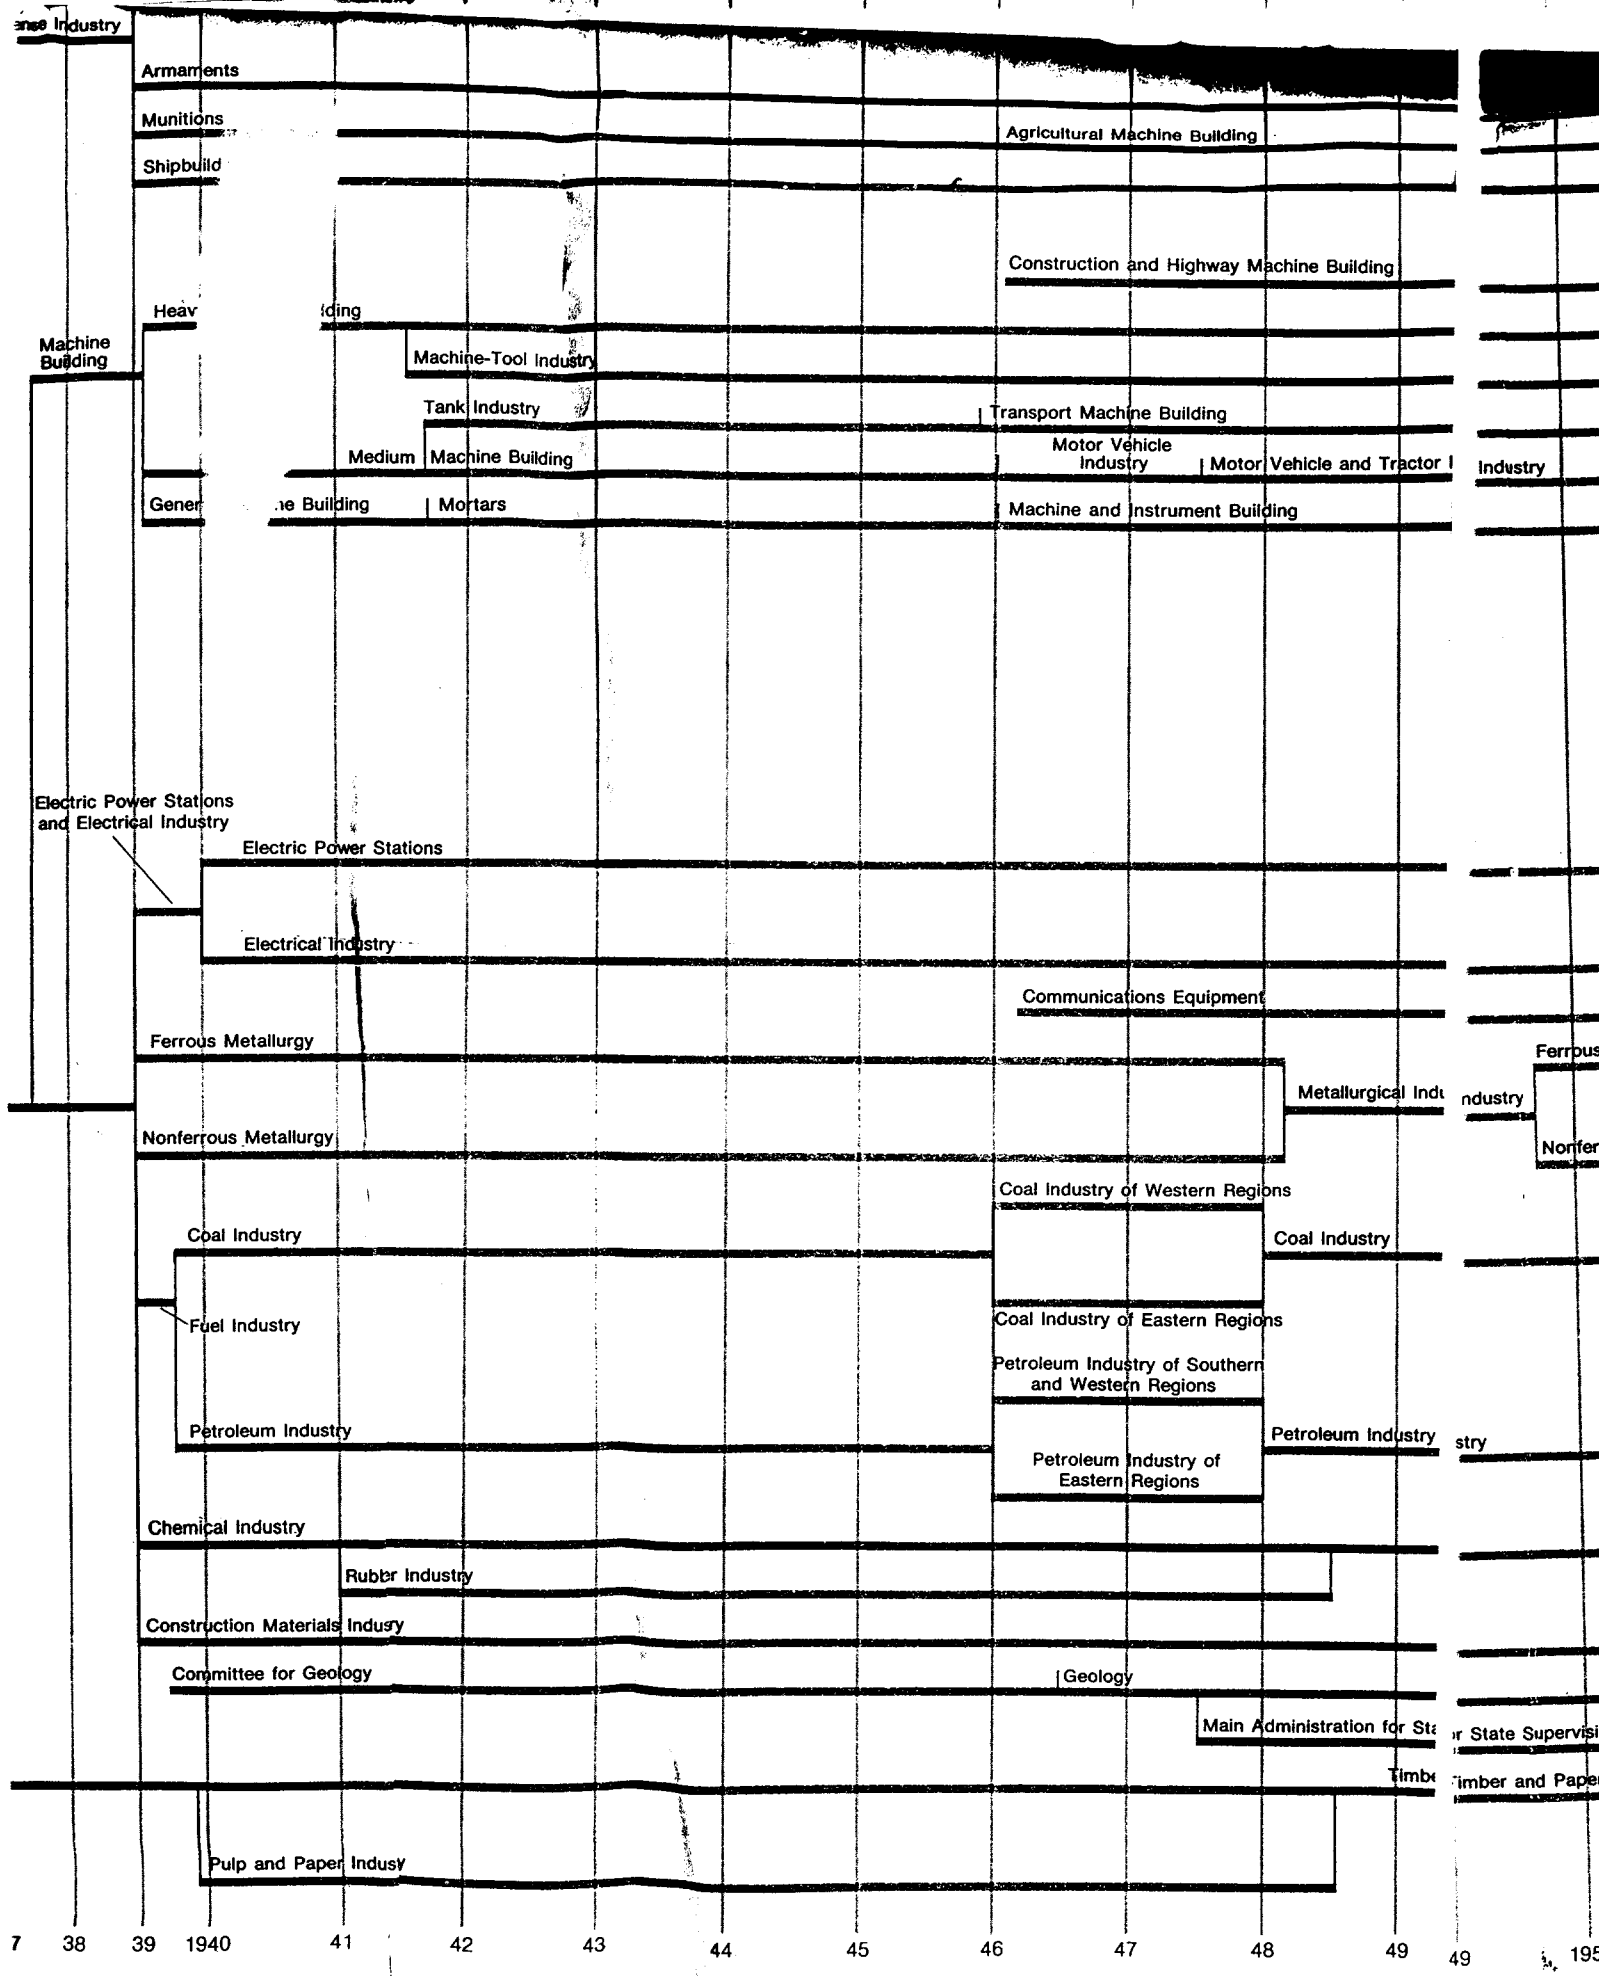 Industry
Armaments
Munitions
Agricultural Machine Building
Shipbuild
Construction and Highway Machine Building
Heav
ding
Machine
Building
Machine-Tool Industry
Tank Industry
Transport Machine Building
Motor Vehicle
Industry
Medium Machine Building
Motor Vehicle and Tractor I
Industry
Gener
ne Building
Mortars
Machine and Instrument Building
Electric Power Stations
and Electrical Industry
Electric Power Stations
Electrical Industry
Communications Equipment
Ferrous Metallurgy
Ferrous
Metallurgical Indu
ndustry
Nonferrous Metallurgy
Nonfer
Coal Industry of Western Regions
Coal Industry
Coal Industry
Coal Industry of Eastern Regions
Fuel Industry
Petroleum Industry of Southern
and Western Regions
Petroleum Industry
Petroleum Industry
stry
Petroleum Industry of
Eastern Regions
Chemical Industry
Rubber Industry
Construction Materials Indusy
Committee for Geology
Geology
Main Administration for Sta
or State Supervisi
Timbe
imber and Paper
Pulp and Paper Indusy
7 38 39 1940 41 42 43 44 45 46 47 48 49 49 195